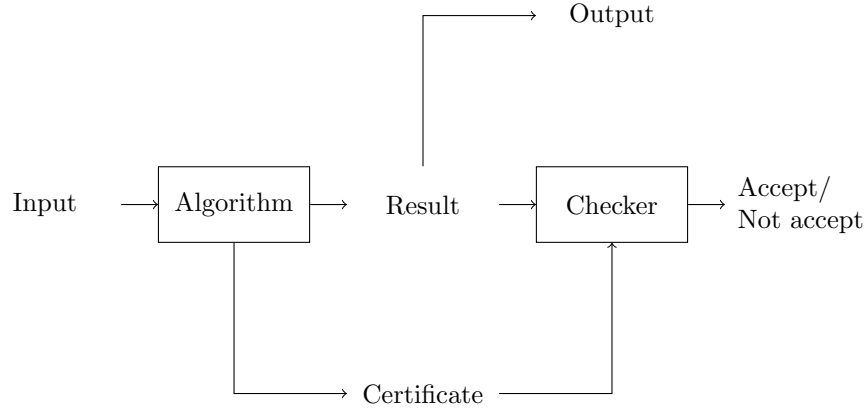 Output
Input
Algorithm
Result
Checker
Accept/
Not accept
Certificate